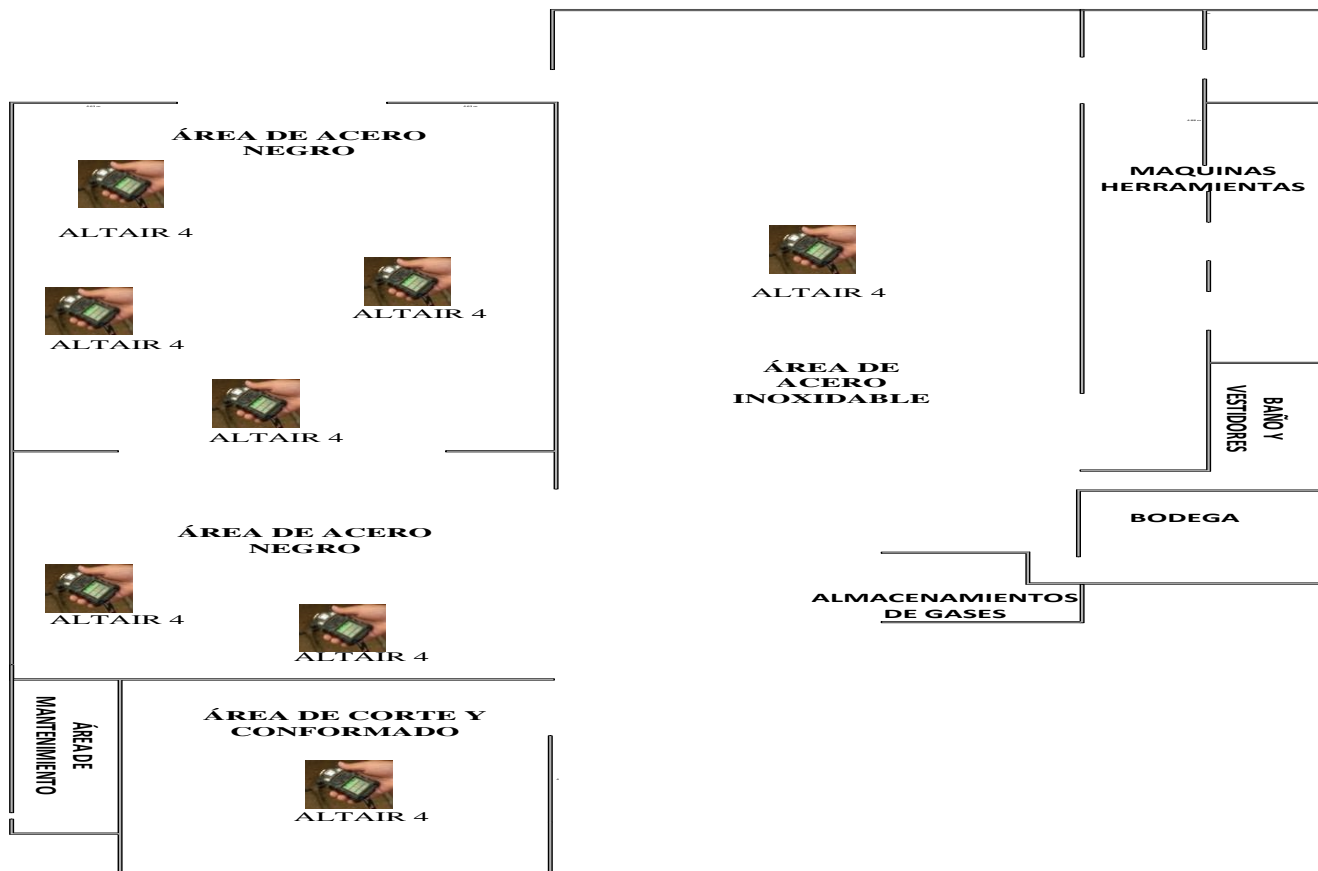 ÁREA DE ACERO
NEGRO
ALTAIR 4
ALTAIR 4
ALTAIR 4
ALTAIR 4
ÁREA DE ACERO
NEGRO
ALTAIR 4
ALTAIR 4
ÁREA DE
MANTENIMIENTO
ÁREA DE CORTE Y
CONFORMADO
ALTAIR 4
ALTAIR 4
ÁREA DE
ACERO
INOXIDABLE
MAQUINAS
HERRAMIENTAS
BAÑO Y
VESTIDORES
BODEGA
ALMACENAMIENTOS
DE GASES